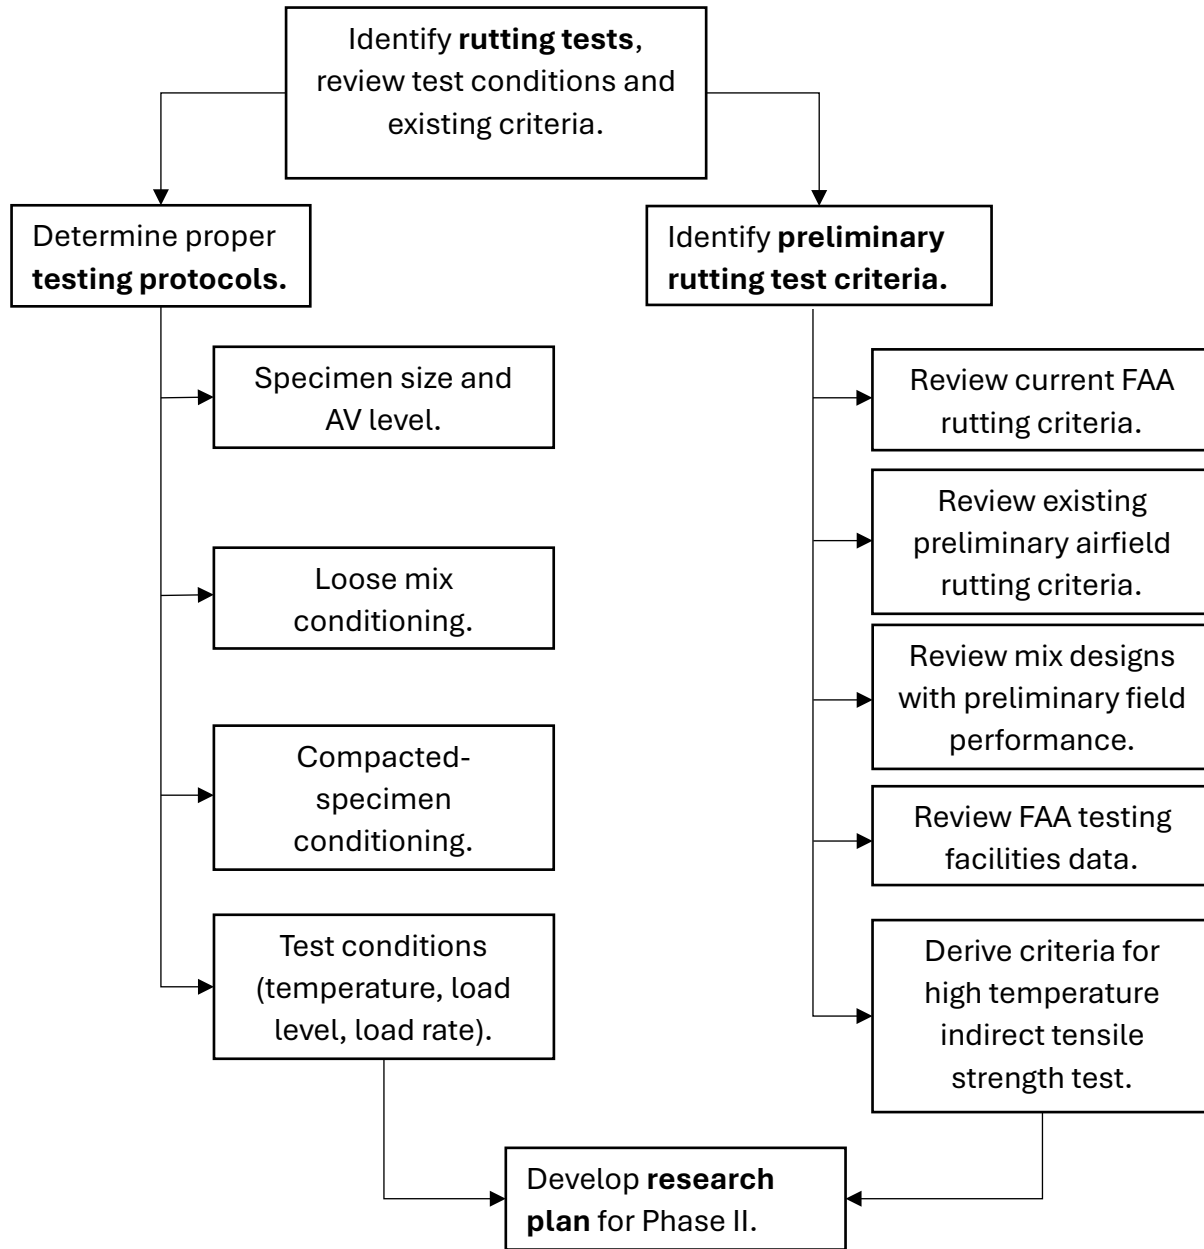 Identify rutting tests,
review test conditions and
existing criteria.
Determine proper
testing protocols.
Specimen size and
AV level.
Loose mix
conditioning.
Compacted-
specimen
conditioning.
Test conditions
(temperature, load
level, load rate).
Identify preliminary
rutting test criteria.
Review current FAA
rutting criteria.
Review existing
preliminary airfield
rutting criteria.
Review mix designs
with preliminary field
performance.
Review FAA testing
facilities data.
Derive criteria for
high temperature
indirect tensile
strength test.
Develop research
plan for Phase II.